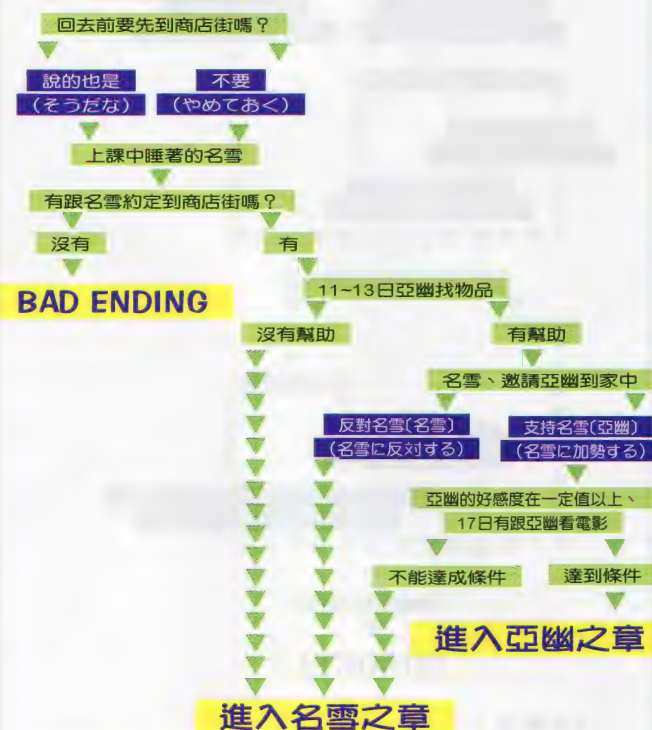 回去前要先到商店街嗎？
說的也是
（そうだな）
不要
（やめておく）
上課中睡著的名雪
有跟名雪約定到商店街嗎？
沒有
有
BAD ENDING
11~13日亞幽找物品
沒有幫助
有幫助
名雪、邀請亞幽到家中
反對名雪〔名雪〕
（名雪に反対する）
支持名雪〔亞幽〕
（名雪に加勢する）
亞幽的好感度在一定值以上、
17日有跟亞幽看電影
不能達成條件
達到條件
進入亞幽之章
進入名雪之章